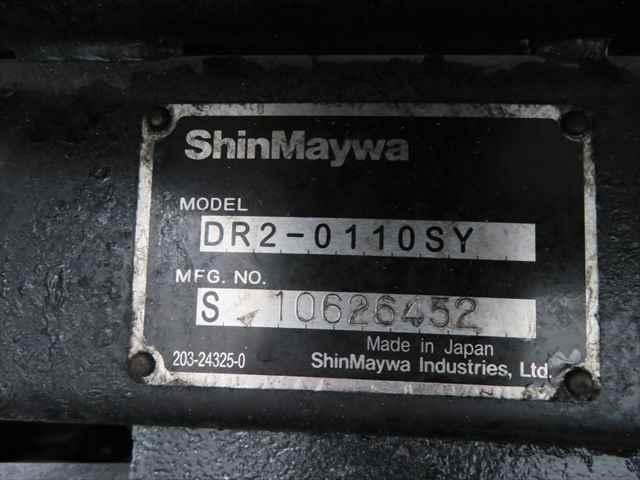 ShinMaywa
MODEL
DR2-0110SY
MFG. NO.
S 10626452
Made in Japan
203-24325-0 ShinMaywa Industries, Ltd.